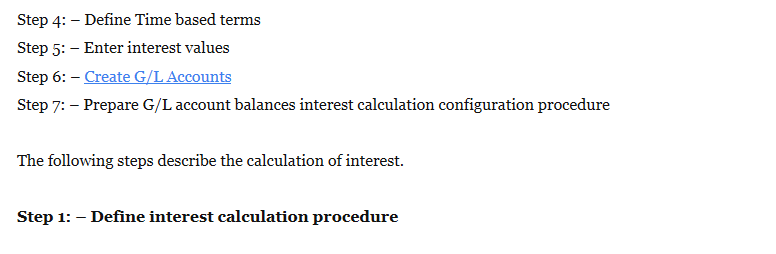 Step 4: – Define Time based terms
Step 5: – Enter interest values
Step 6: – Create G/L Accounts
Step 7: – Prepare G/L account balances interest calculation configuration procedure
The following steps describe the calculation of interest.
Step 1: – Define interest calculation procedure